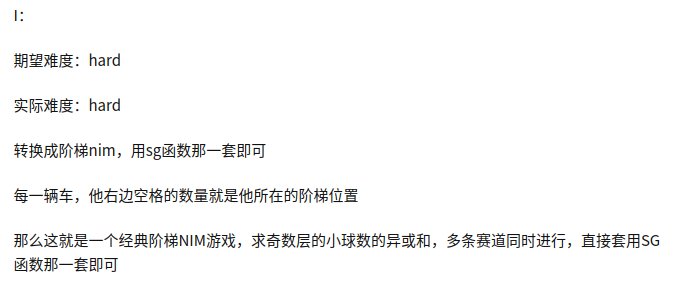 I：
期望难度：hard
实际难度：hard
转换成阶梯nim，用sg函数那一套即可
每一辆车，他右边空格的数量就是他所在的阶梯位置
那么这就是一个经典阶梯NIM游戏，求奇数层的小球数的异或和，多条赛道同时进行，直接套用SG
函数那一套即可